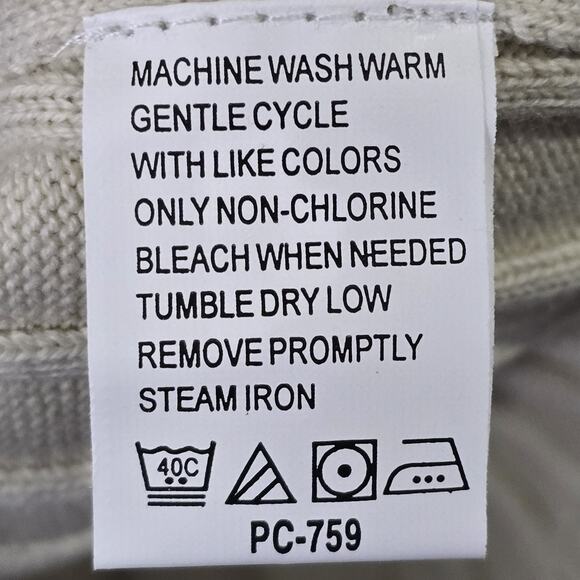 MACHINE WASH WARM
GENTLE CYCLE
WITH LIKE COLORS
ONLY NON-CHLORINE
BLEACH WHEN NEEDED
TUMBLE DRY LOW
REMOVE PROMPTLY
STEAM IRON
40C
PC-759